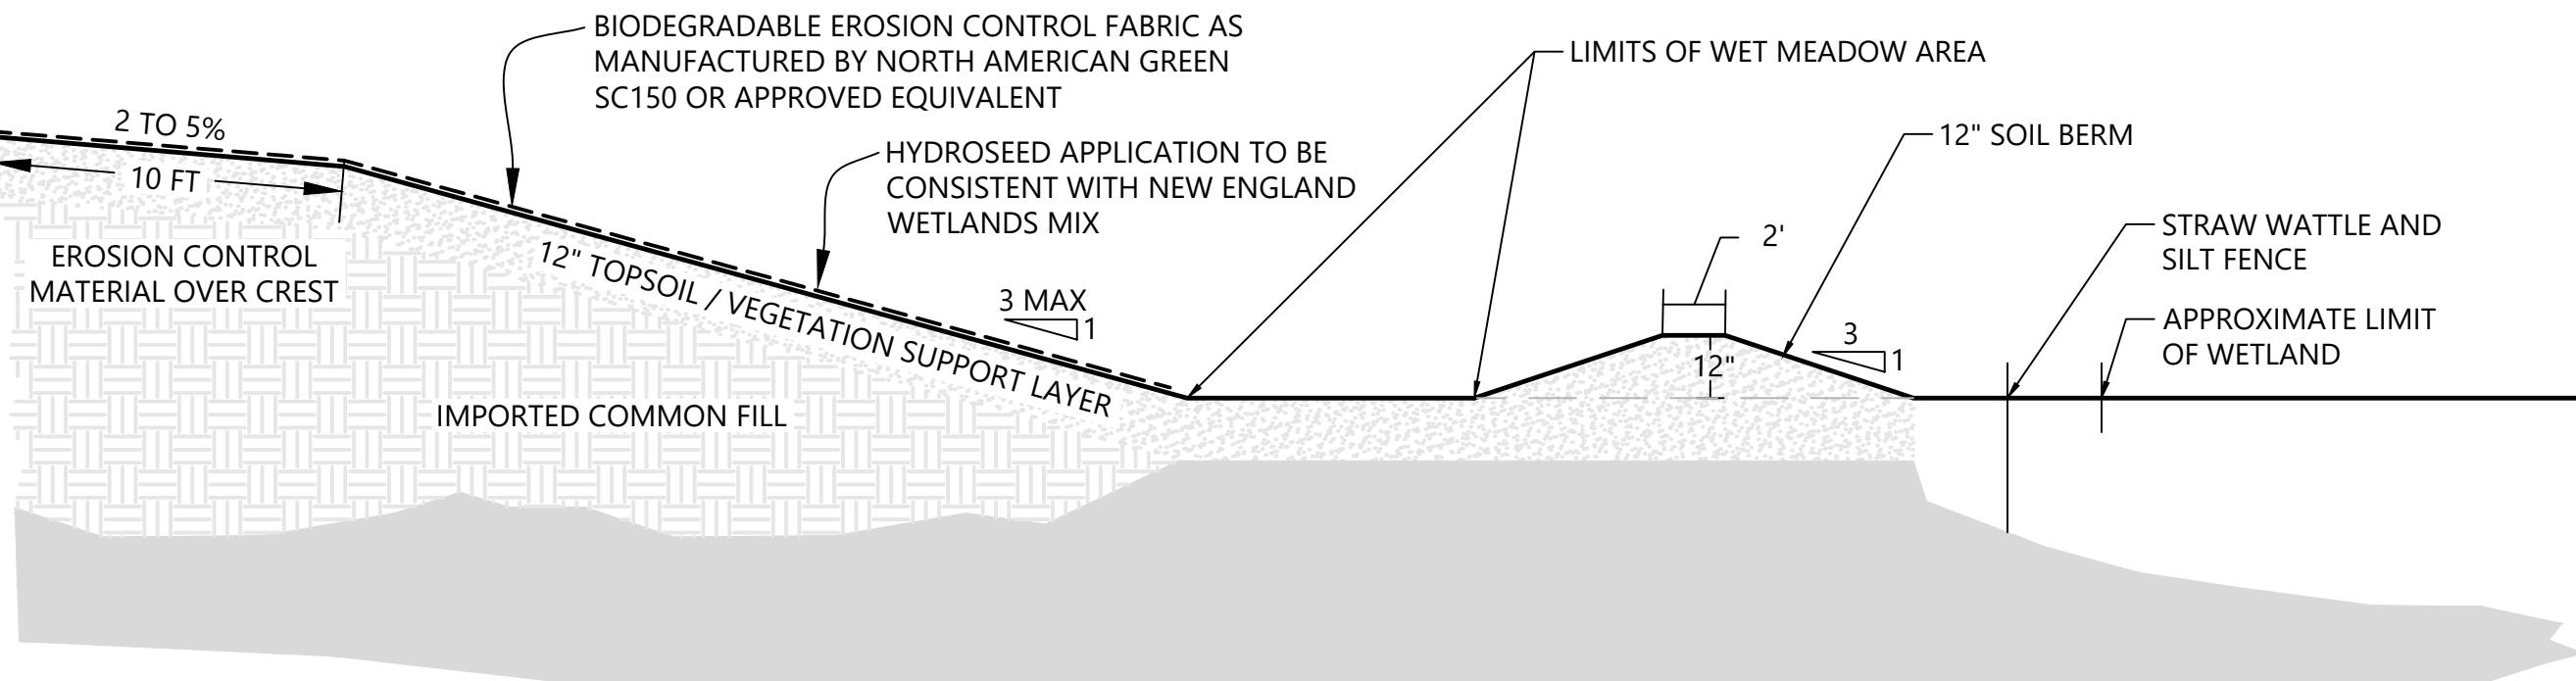 BIODEGRADABLE EROSION CONTROL FABRIC AS
MANUFACTURED BY NORTH AMERICAN GREEN
SC150 OR APPROVED EQUIVALENT
LIMITS OF WET MEADOW AREA
2 TO 5%
10 FT
HYDROSEED APPLICATION TO BE
CONSISTENT WITH NEW ENGLAND
WETLANDS MIX
12" SOIL BERM
EROSION CONTROL
MATERIAL OVER CREST
12" TOPSOIL / VEGETATION SUPPORT LAYER
3 MAX
1
2'
STRAW WATTLE AND
SILT FENCE
12"
3
1
APPROXIMATE LIMIT
OF WETLAND
IMPORTED COMMON FILL